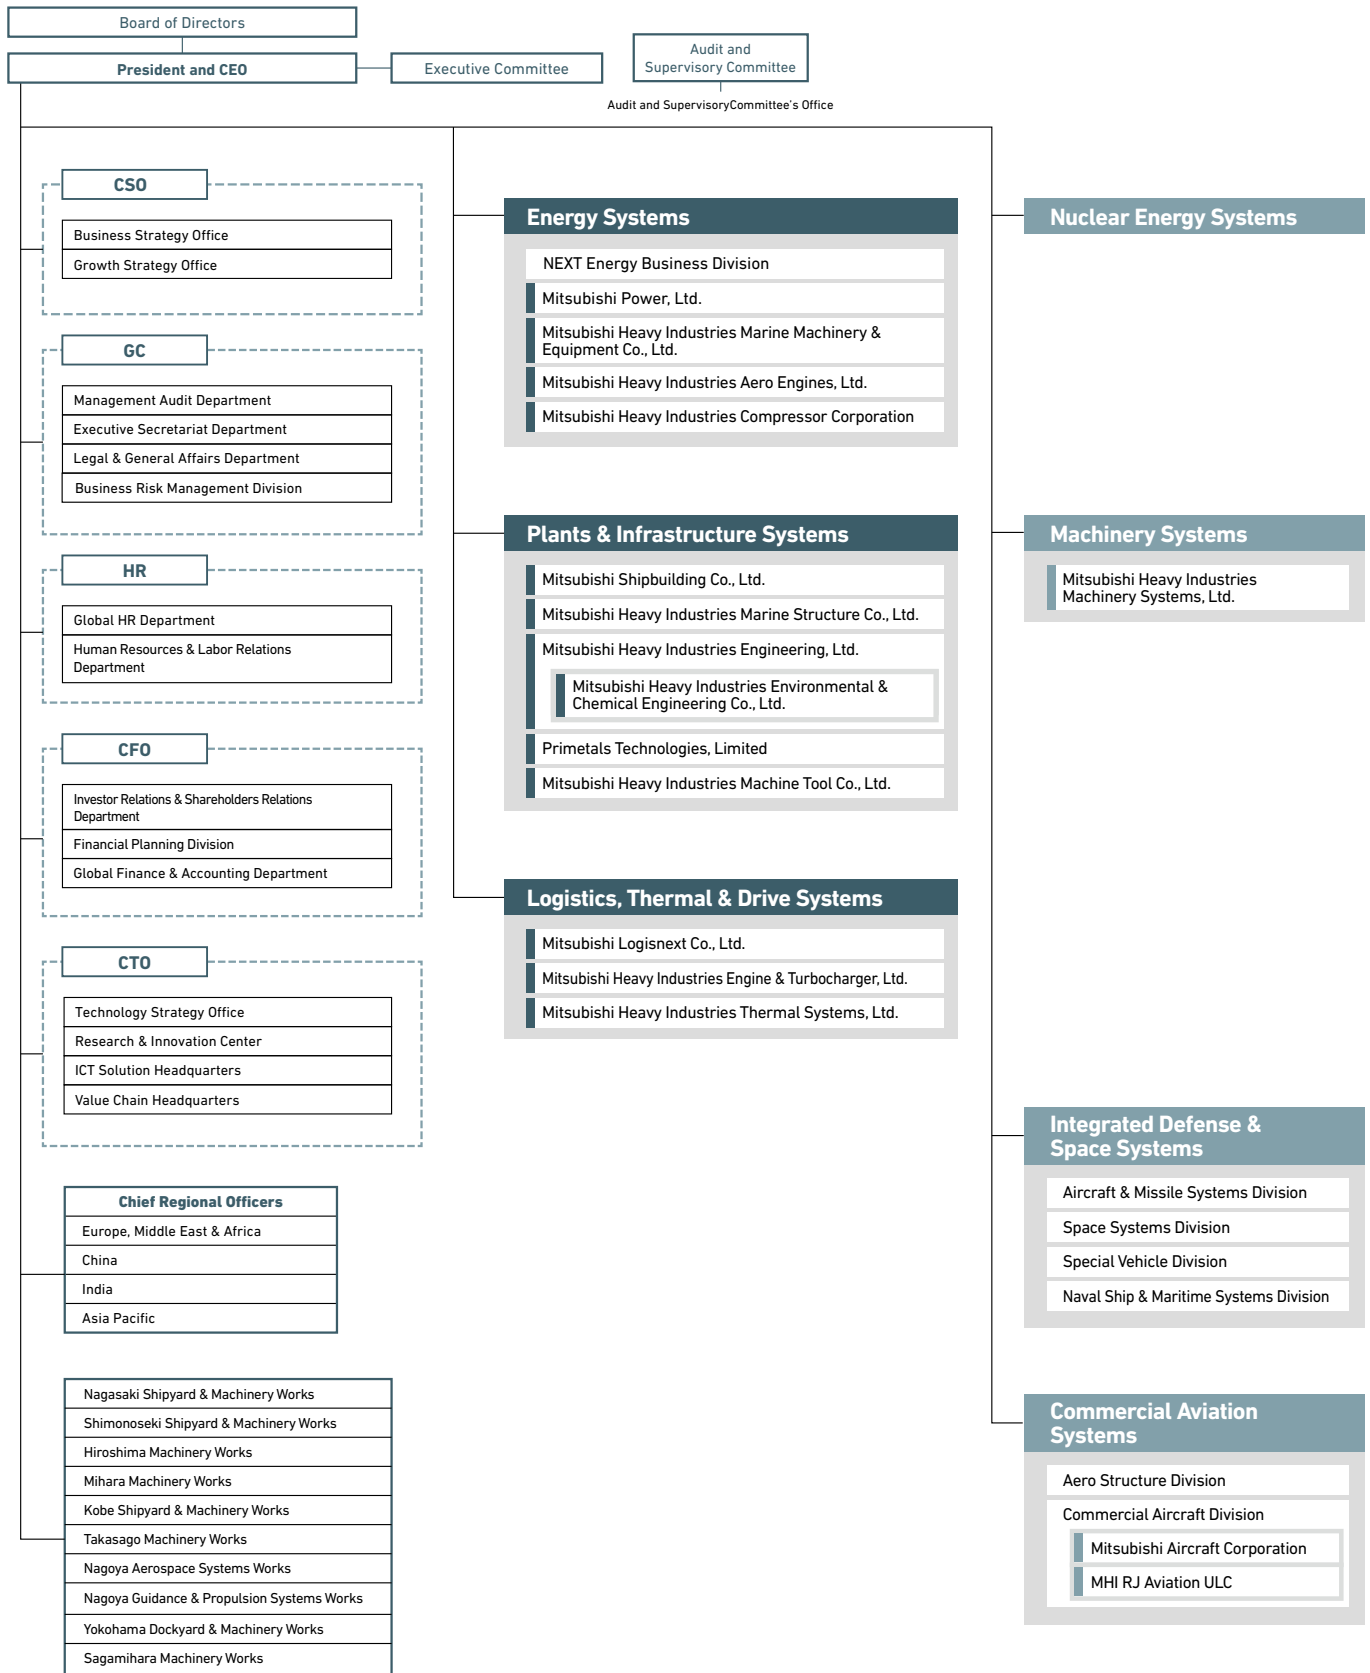 Board of Directors
President and CEO
Executive Committee
Audit and
Supervisory Committee
Audit and SupervisoryCommittee's Office
CSO
Business Strategy Office
Growth Strategy Office
GC
Management Audit Department
Executive Secretariat Department
Legal & General Affairs Department
Business Risk Management Division
HR
Global HR Department
Human Resources & Labor Relations
Department
CFO
Investor Relations & Shareholders Relations
Department
Financial Planning Division
Global Finance & Accounting Department
CTO
Technology Strategy Office
Research & Innovation Center
ICT Solution Headquarters
Value Chain Headquarters
Chief Regional Officers
Europe, Middle East & Africa
China
India
Asia Pacific
Nagasaki Shipyard & Machinery Works
Shimonoseki Shipyard & Machinery Works
Hiroshima Machinery Works
Mihara Machinery Works
Kobe Shipyard & Machinery Works
Takasago Machinery Works
Nagoya Aerospace Systems Works
Nagoya Guidance & Propulsion Systems Works
Yokohama Dockyard & Machinery Works
Sagamihara Machinery Works
Energy Systems
NEXT Energy Business Division
Mitsubishi Power, Ltd.
Mitsubishi Heavy Industries Marine Machinery &
Equipment Co., Ltd.
Mitsubishi Heavy Industries Aero Engines, Ltd.
Mitsubishi Heavy Industries Compressor Corporation
Plants & Infrastructure Systems
Mitsubishi Shipbuilding Co., Ltd.
Mitsubishi Heavy Industries Marine Structure Co., Ltd.
Mitsubishi Heavy Industries Engineering, Ltd.
Mitsubishi Heavy Industries Environmental &
Chemical Engineering Co., Ltd.
Primetals Technologies, Limited
Mitsubishi Heavy Industries Machine Tool Co., Ltd.
Logistics, Thermal & Drive Systems
Mitsubishi Logisnext Co., Ltd.
Mitsubishi Heavy Industries Engine & Turbocharger, Ltd.
Mitsubishi Heavy Industries Thermal Systems, Ltd.
Nuclear Energy Systems
Machinery Systems
Mitsubishi Heavy Industries
Machinery Systems, Ltd.
Integrated Defense &
Space Systems
Aircraft & Missile Systems Division
Space Systems Division
Special Vehicle Division
Naval Ship & Maritime Systems Division
Commercial Aviation
Systems
Aero Structure Division
Commercial Aircraft Division
Mitsubishi Aircraft Corporation
MHI RJ Aviation ULC